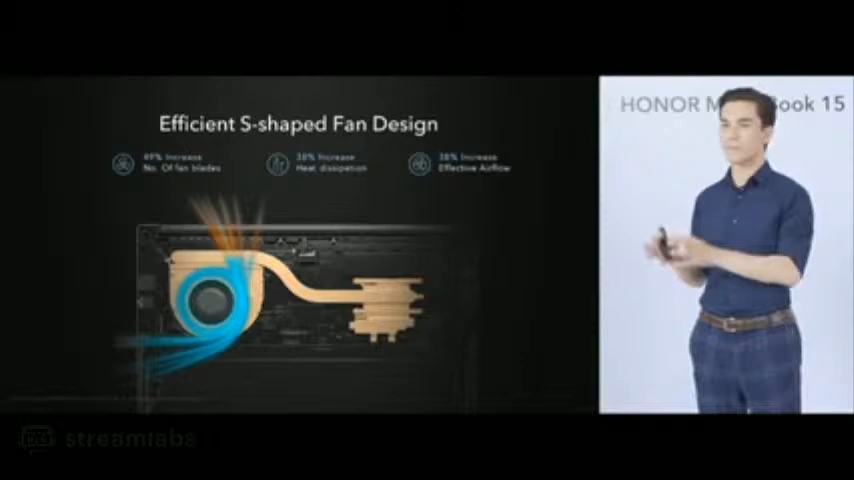 Efficient S-shaped Fan Design
49% Increase
No. Of fan blades
38% Increase
Heat dissipation
38% Increase
Effective Airflow
HONOR M Book 15
streamlabs